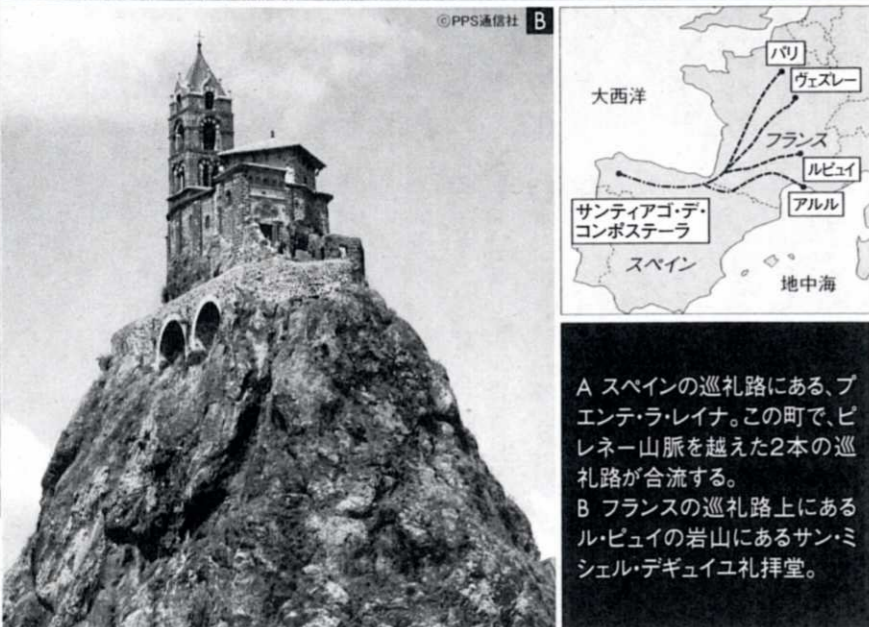 ©PPS通信社 B
パリ
ヴェズレー
大西洋
フランス
ルピュイ
アルル
サンティアゴ・デ・
コンポステーラ
スペイン
地中海
A スペインの巡礼路にある、プ
エンテ・ラ・レイナ。この町で、ピ
レネー山脈を越えた2本の巡
礼路が合流する。
B フランスの巡礼路上にある
ル・ピュイの岩山にあるサン・ミ
シェル・デギュイユ礼拝堂。